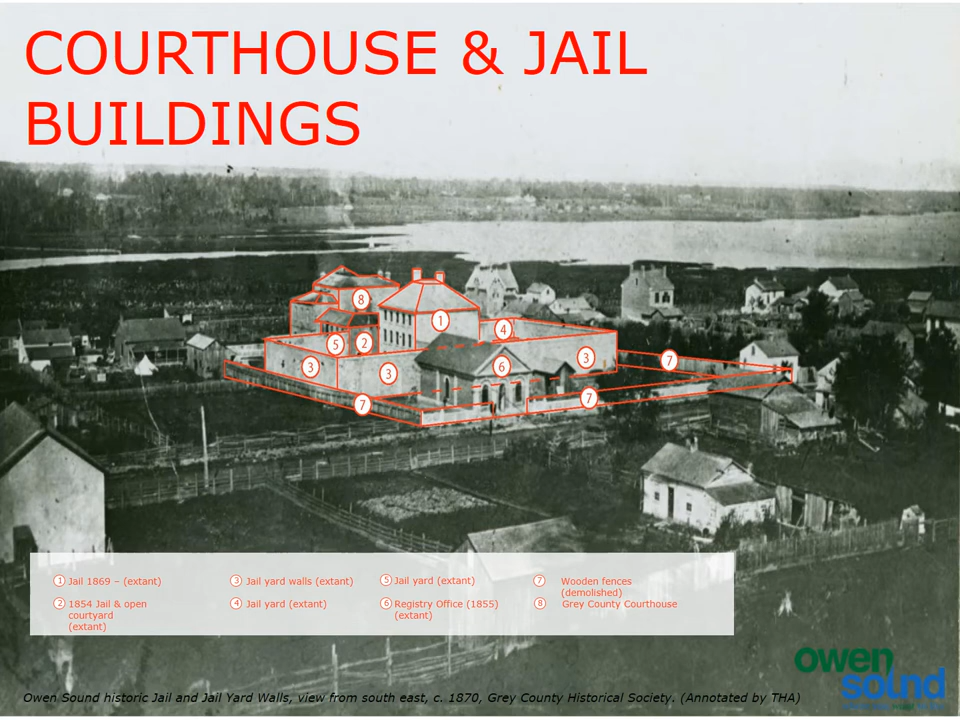 COURTHOUSE & JAIL
BUILDINGS
8
1
4
5
2
3
3
6
3
7
7
7
1 Jail 1869 – (extant)
2 1854 Jail & open
courtyard
(extant)
3 Jail yard walls (extant)
4 Jail yard (extant)
5 Jail yard (extant)
6 Registry Office (1855)
(extant)
7 Wooden fences
(demolished)
8 Grey County Courthouse
owen
sound
Owen Sound historic Jail and Jail Yard Walls, view from south east, c. 1870, Grey County Historical Society. (Annotated by THA)